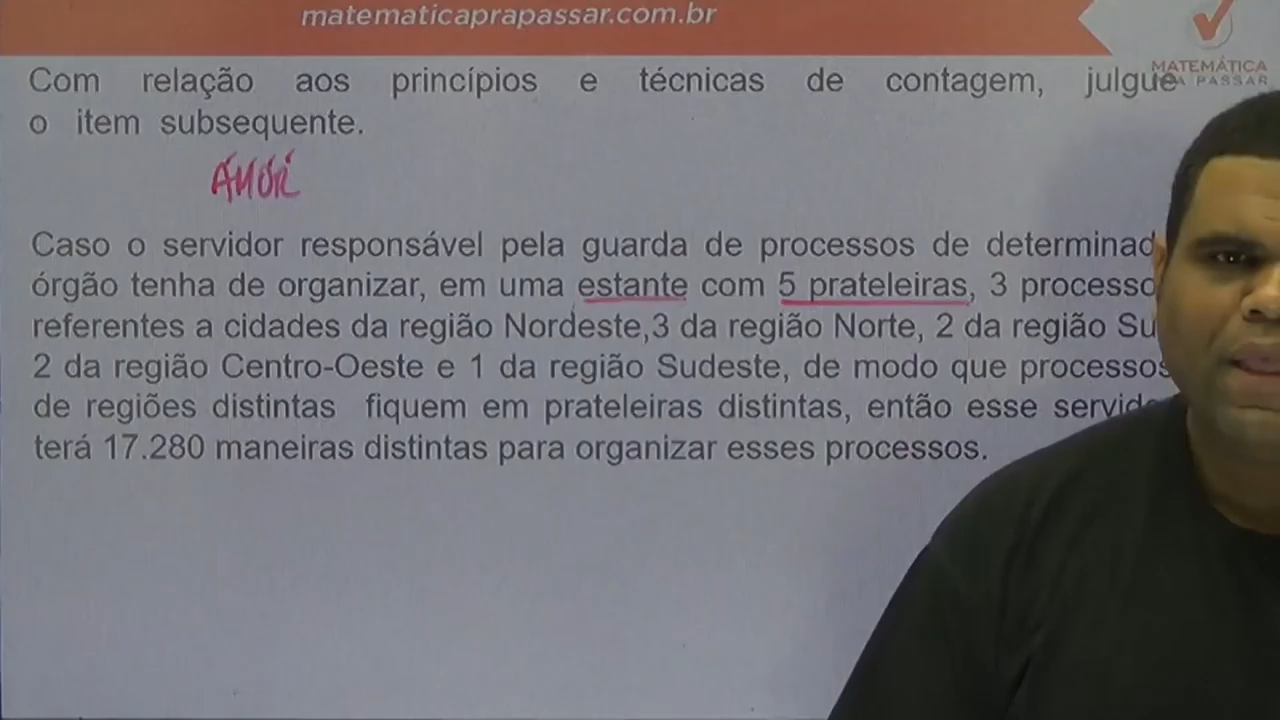 matematicaprapassar.com.br
MATEMÁTICA
PASSAR
Com relação aos princípios e técnicas de contagem, julgue
o item subsequente.
AMOR
Caso o servidor responsável pela guarda de processos de determinad
órgão tenha de organizar, em uma estante com 5 prateleiras, 3 processo
referentes a cidades da região Nordeste,3 da região Norte, 2 da região Su
2 da região Centro-Oeste e 1 da região Sudeste, de modo que processos
de regiões distintas fiquem em prateleiras distintas, então esse servido
terá 17.280 maneiras distintas para organizar esses processos.